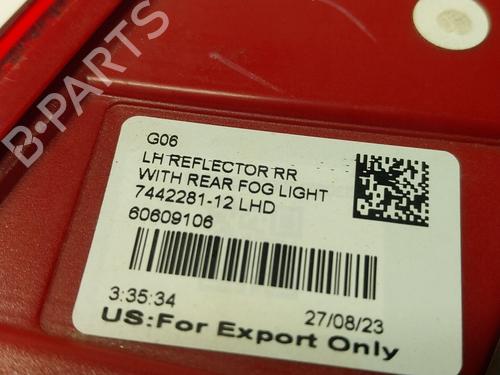 B-PARTS
G06
LH REFLECTOR RR
WITH REAR FOG LIGHT
7442281-12 LHD
60609106
3:35:34
27/08/23
US:For Export Only